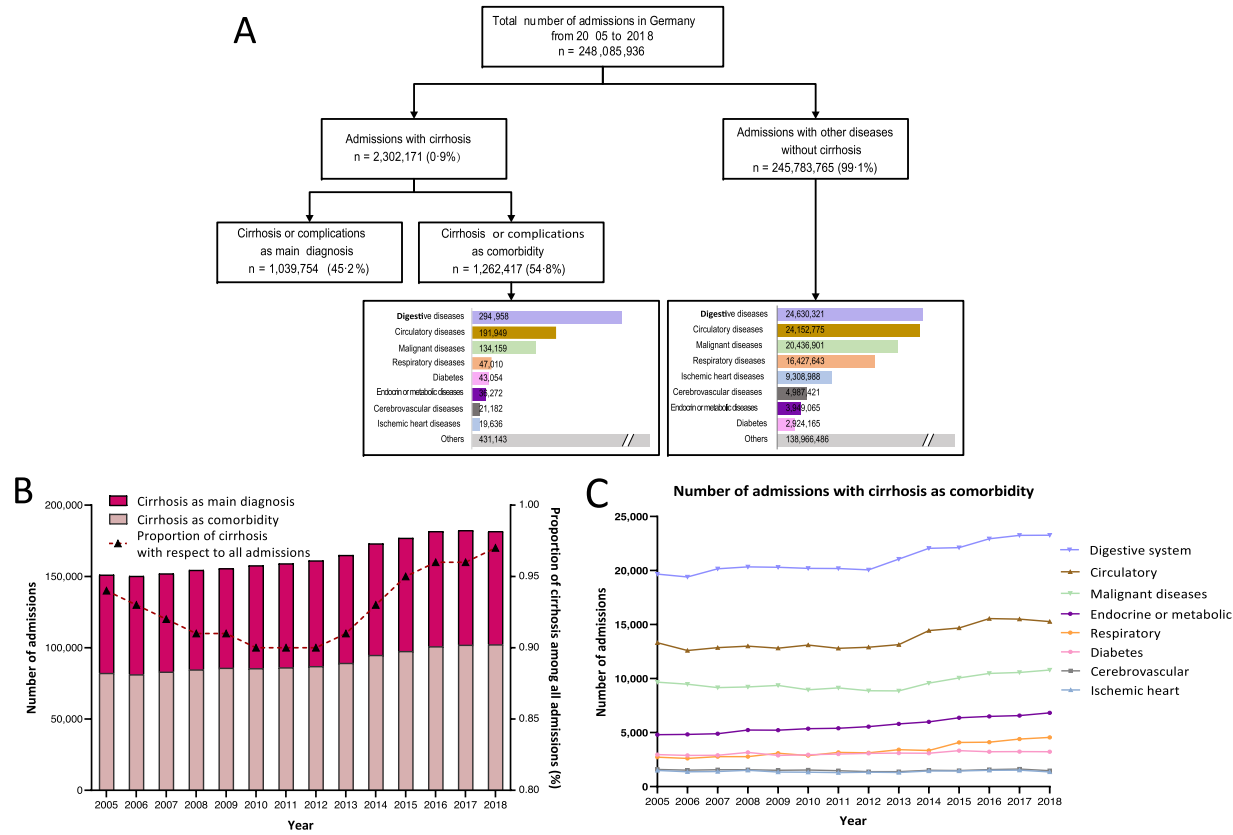 A
Total number of admissions in Germany
from 20 05 to 2018
n = 248,085,936
Admissions with cirrhosis
n = 2,302,171 (0·9%)
Admissions with other diseases
without cirrhosis
n = 245,783,765 (99·1%)
Cirrhosis or complications
as main diagnosis
n = 1,039,754 (45·2%)
Cirrhosis or complications
as comorbidity
n = 1,262,417 (54·8%)
Digestive diseases 294,958
Circulatory diseases 191,949
Malignant diseases 134,159
Respiratory diseases 47,010
Diabetes 43,054
Endocrin or metabolic diseases 36,272
Cerebrovascular diseases 21,182
Ischemic heart diseases 19,636
Others 431,143
Digestive diseases 24,630,321
Circulatory diseases 24,152,775
Malignant diseases 20,436,901
Respiratory diseases 16,427,643
Ischemic heart diseases 9,308,988
Cerebrovascular diseases 4,987,421
Endocrin or metabolic diseases 3,949,065
Diabetes 2,924,165
Others 138,966,486
B
Cirrhosis as main diagnosis
Cirrhosis as comorbidity
Proportion of cirrhosis
with respect to all admissions
Number of admissions
200,000
150,000
100,000
50,000
0
1.00
0.95
0.90
0.85
0.80
Proportion of cirrhosis among all admissions (%)
2005 2006 2007 2008 2009 2010 2011 2012 2013 2014 2015 2016 2017 2018
Year
C
Number of admissions with cirrhosis as comorbidity
Number of admissions
25,000
20,000
15,000
10,000
5,000
0
2005 2006 2007 2008 2009 2010 2011 2012 2013 2014 2015 2016 2017 2018
Year
Digestive system
Circulatory
Malignant diseases
Endocrine or metabolic
Respiratory
Diabetes
Cerebrovascular
Ischemic heart